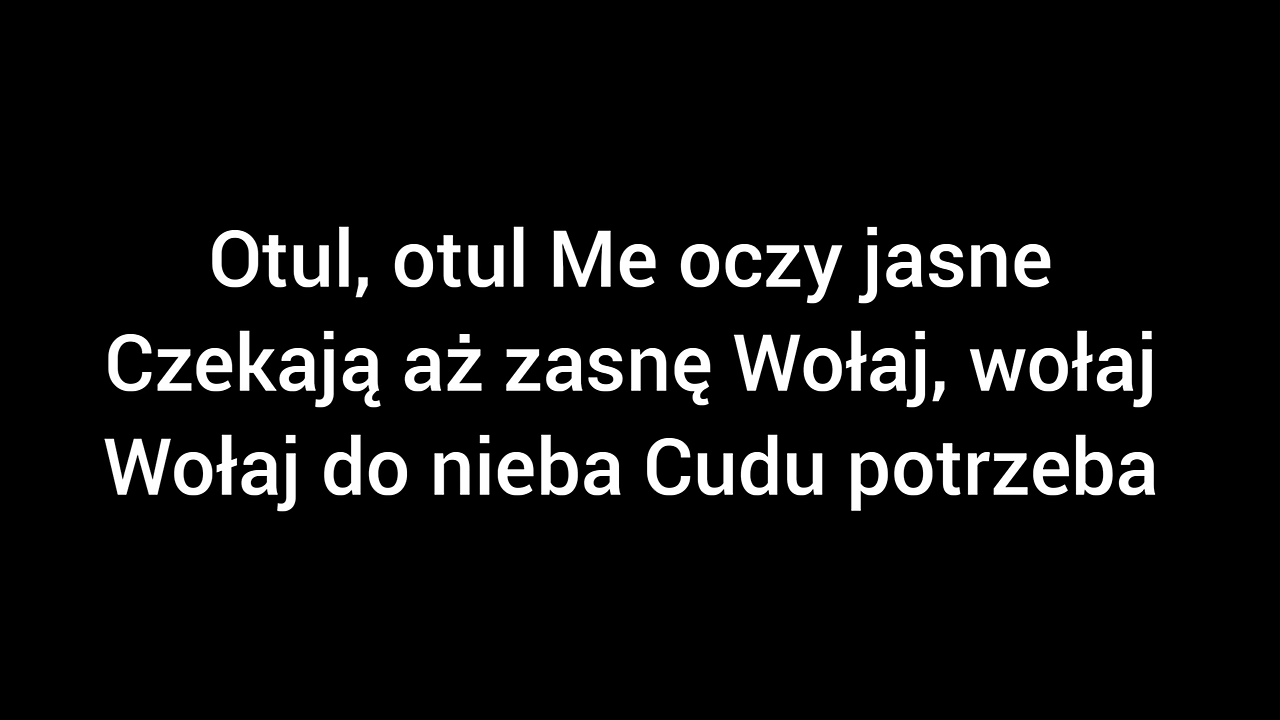 Otul, otul Me oczy jasne
Czekają aż zasnę Wołaj, wołaj
Wołaj do nieba Cudu potrzeba